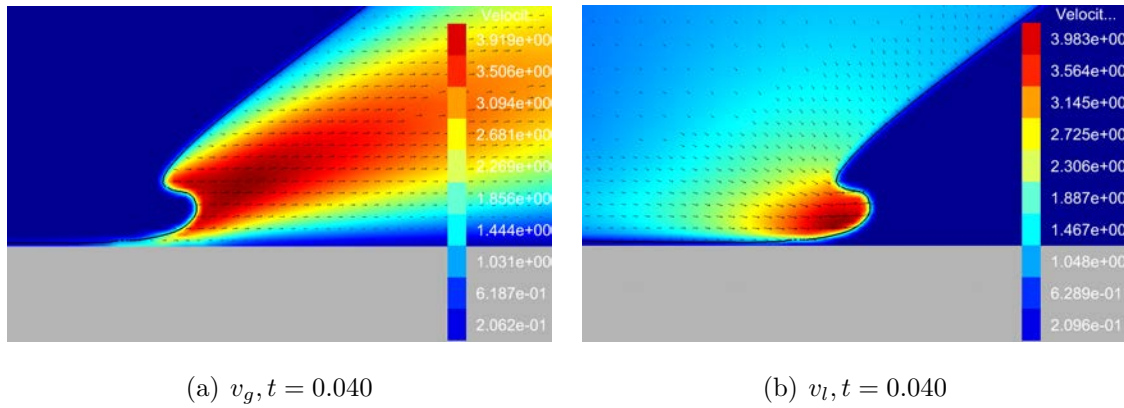 Velocit...
3.919e+00
3.506e+00
3.094e+00
2.681e+00
2.269e+00
1.856e+00
1.444e+00
1.031e+00
6.187e-01
2.062e-01
Velocit...
3.983e+00
3.564e+00
3.145e+00
2.725e+00
2.306e+00
1.887e+00
1.467e+00
1.048e+00
6.289e-01
2.096e-01
(a) v_g, t = 0.040
(b) v_l, t = 0.040